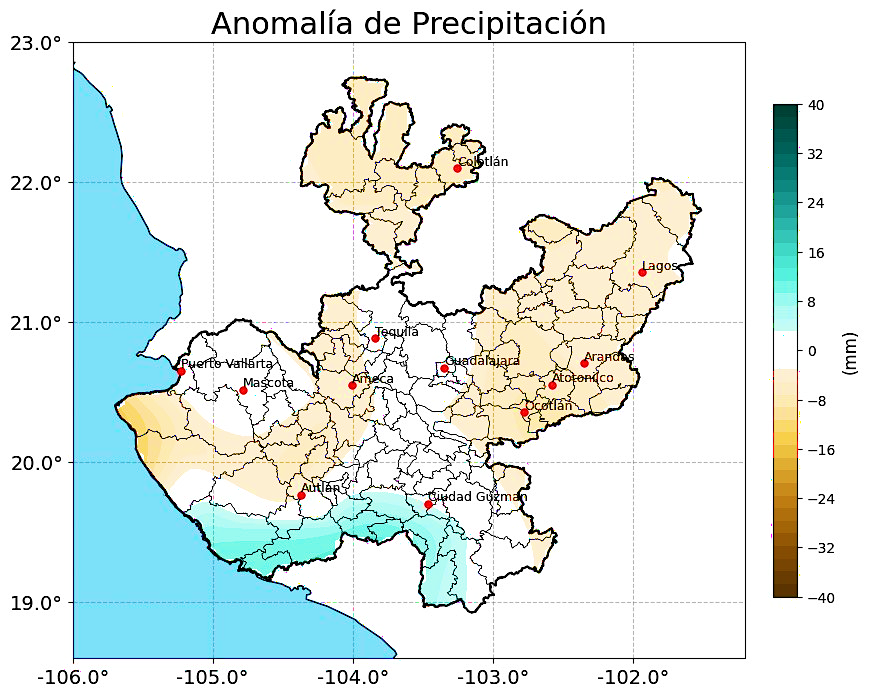 Anomalía de Precipitación
23.0°
22.0°
21.0°
20.0°
19.0°
-106.0°
-105.0°
-104.0°
-103.0°
-102.0°
Colotlán
Lagos
Tequila
Puerto Vallarta
Guadalajara
Arandas
Mascota
Ameca
Atotonilco
Ocotlán
Autlán
Ciudad Guzmán
40
32
24
16
8
0
−8
−16
−24
−32
−40
(mm)